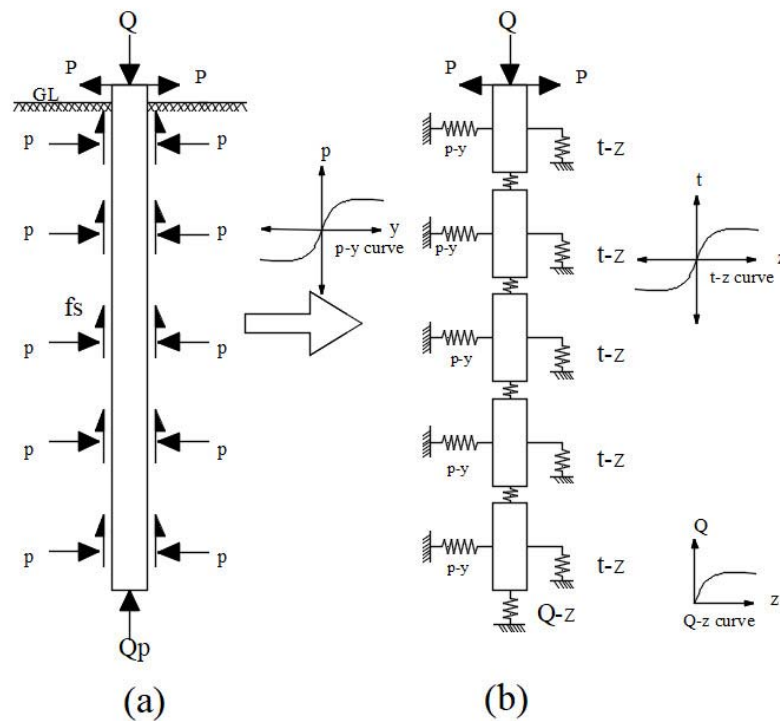 Q
P P
GL
p p
p p
fs
p p
p p
p p
Qp
(a)
p
y
p-y curve
Q
P P
p-y t-z
p-y t-z
p-y t-z
p-y t-z
p-y t-z
Q-z
(b)
t
z
t-z curve
Q
z
Q-z curve